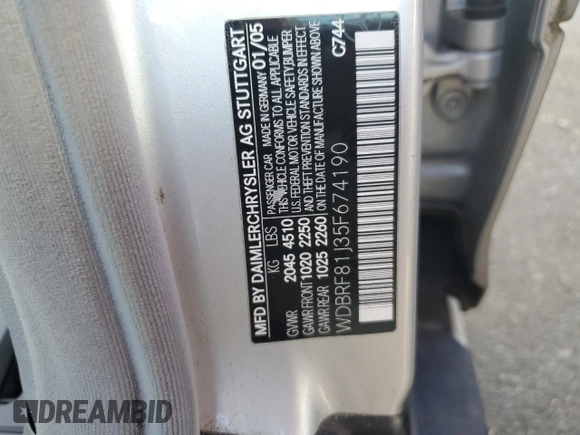 MFD BY DAIMLERCHRYSLER AG STUTTGART
PASSENGER CAR MADE IN GERMANY 01/05
KG LBS THIS VEHICLE CONFORMS TO ALL APPLICABLE
GVWR 2045 4510 U.S. FEDERAL MOTOR VEHICLE SAFETY,BUMPER
GAWR FRONT 1020 2250 AND THEFT PREVENTION STANDARDS IN EFFECT
GAWR REAR 1025 2260 ON THE DATE OF MANUFACTURE SHOWN ABOVE
WDBRF81J35F674190 C744
DREAMBID